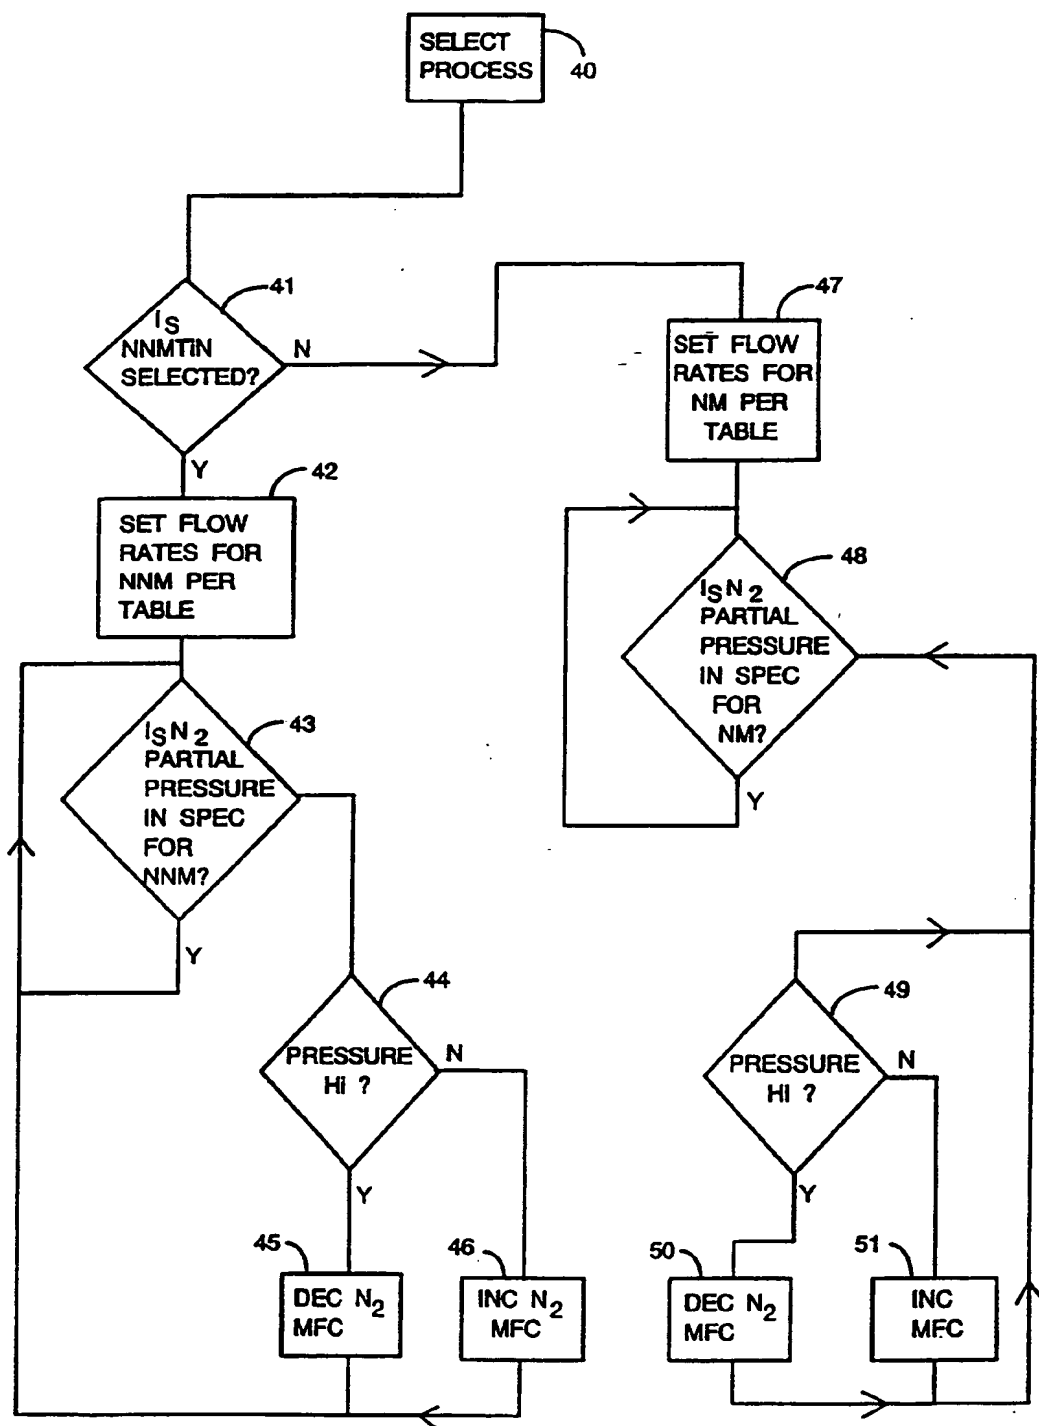 SELECT
PROCESS
40
IS
NNMTiN
SELECTED?
41
N
Y
42
SET FLOW
RATES FOR
NNM PER
TABLE
47
SET FLOW
RATES FOR
NM PER
TABLE
43
IS N2
PARTIAL
PRESSURE
IN SPEC
FOR
NNM?
Y
48
IS N2
PARTIAL
PRESSURE
IN SPEC
FOR
NM?
Y
44
PRESSURE
Hi ?
N
Y
45
DEC N2
MFC
46
INC N2
MFC
49
PRESSURE
HI ?
N
Y
50
DEC N2
MFC
51
INC
MFC